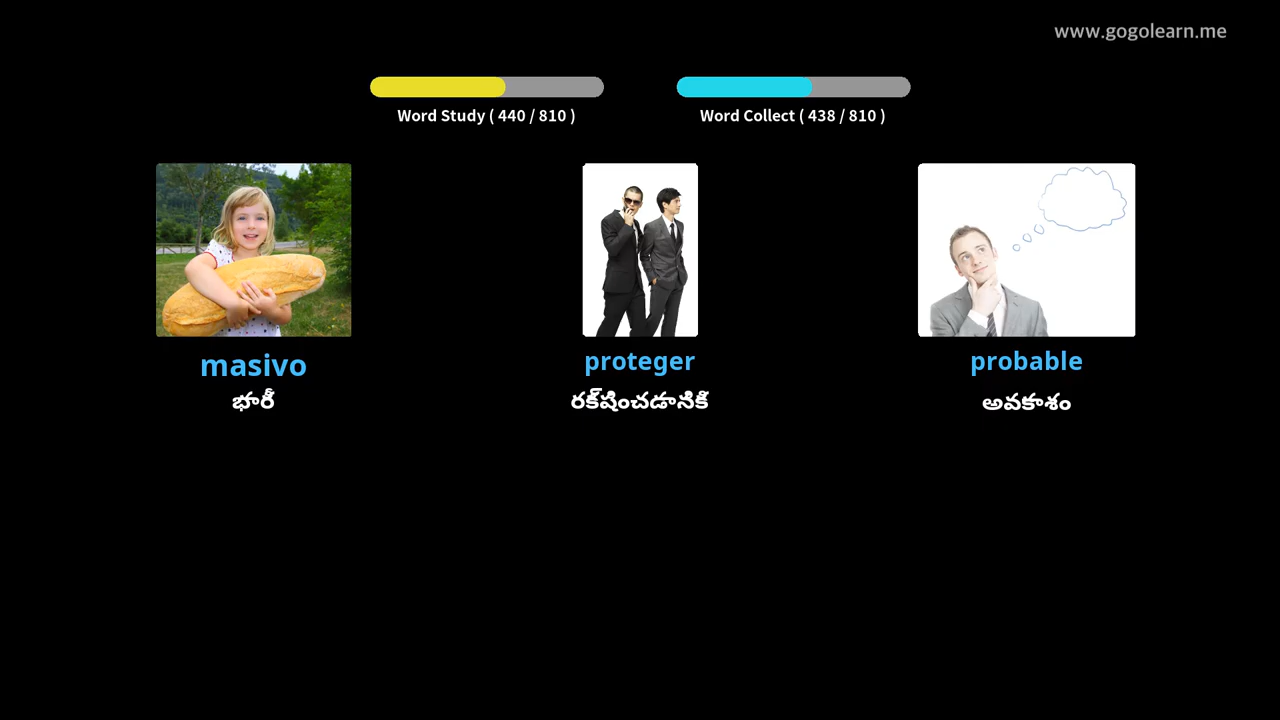 www.gogolearn.me
Word Study ( 440 / 810 )
Word Collect ( 438 / 810 )
masivo
proteger
probable
భారీ
రక్షించడానికి
అవకాశం